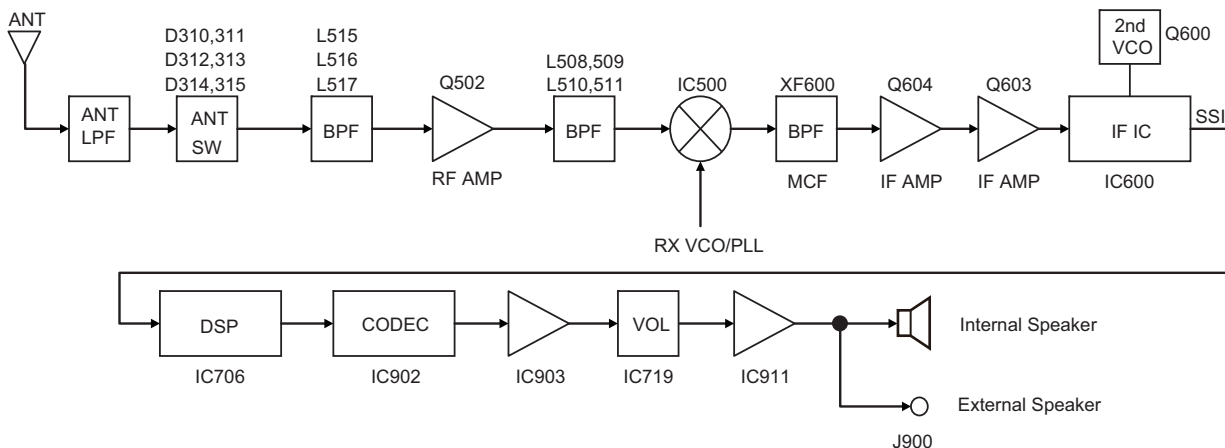 ANT
D310,311
D312,313
D314,315
L515
L516
L517
Q502
L508,509
L510,511
IC500
XF600
Q604
Q603
2nd
VCO
Q600
ANT
LPF
ANT
SW
BPF
BPF
BPF
IF IC
SSI
RF AMP
MCF
IF AMP
IF AMP
IC600
RX VCO/PLL
DSP
CODEC
VOL
Internal Speaker
IC706
IC902
IC903
IC719
IC911
External Speaker
J900